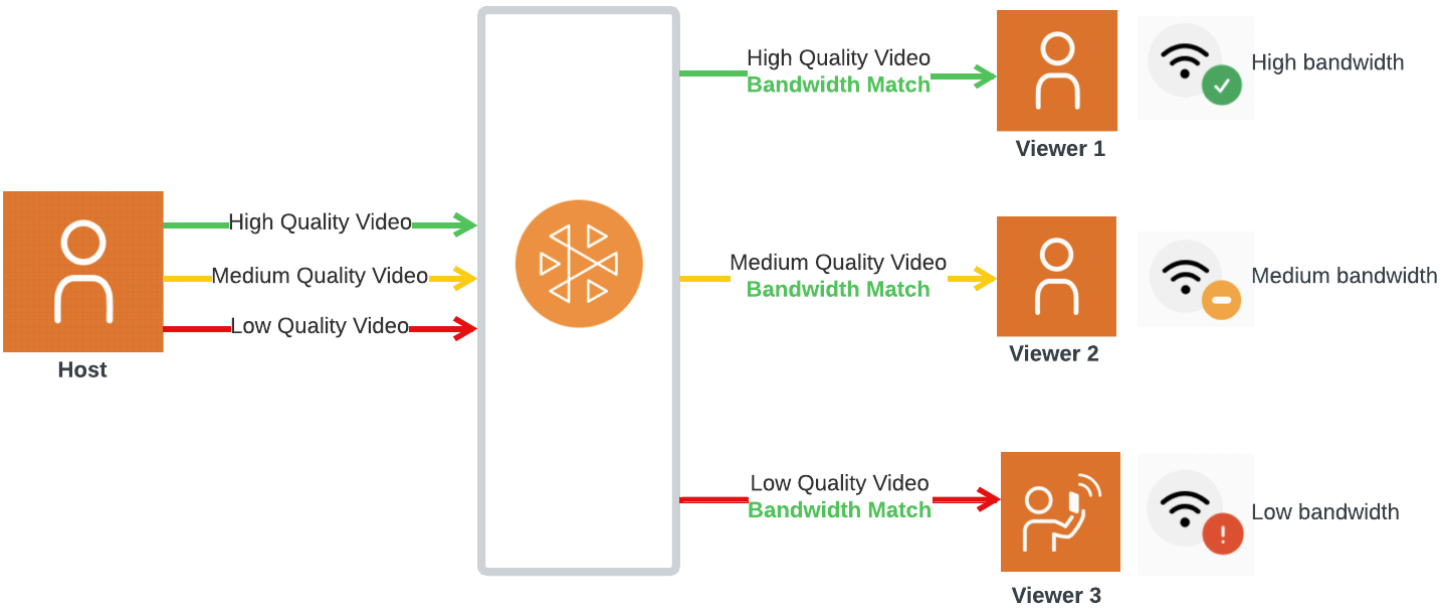 High Quality Video
Bandwidth Match
Viewer 1
High bandwidth
High Quality Video
Medium Quality Video
Low Quality Video
Host
Medium Quality Video
Bandwidth Match
Viewer 2
Medium bandwidth
Low Quality Video
Bandwidth Match
Viewer 3
Low bandwidth